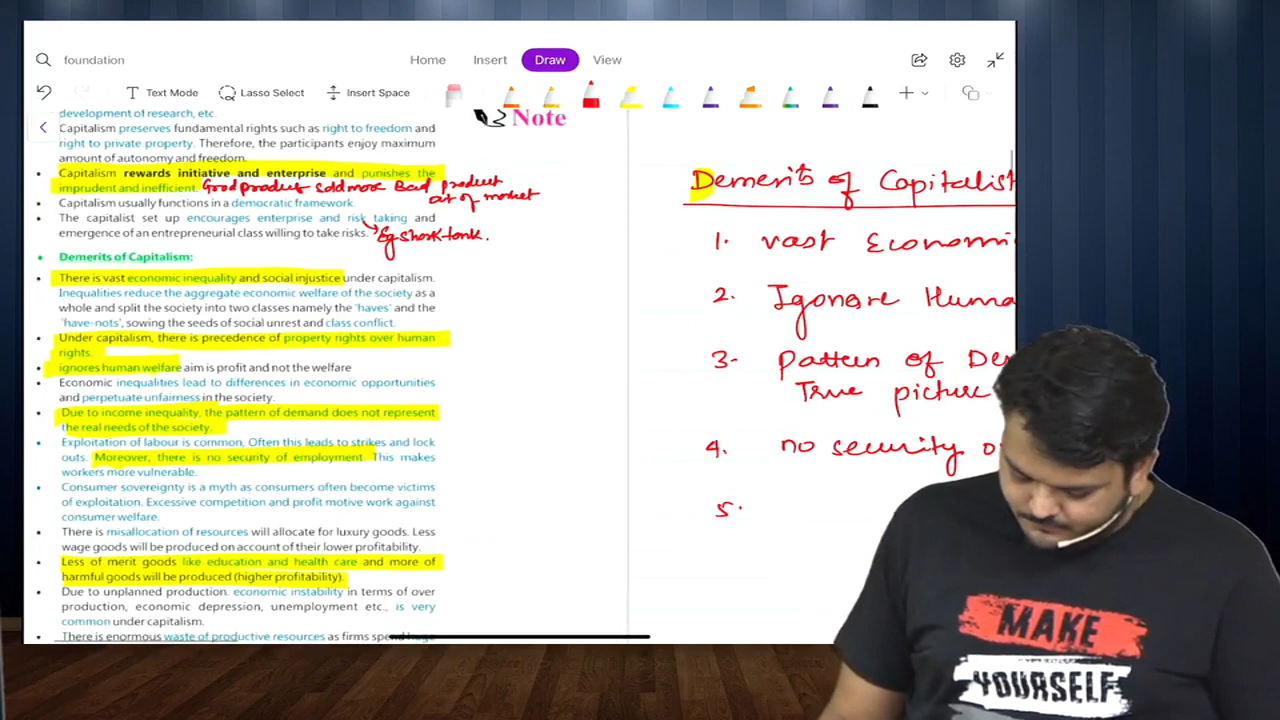 foundation
Home Insert Draw View
Text Mode Lasso Select Insert Space
development of research, etc.
Capitalism preserves fundamental rights such as right to freedom and
right to private property. Therefore, the participants enjoy maximum
amount of autonomy and freedom.
Capitalism rewards initiative and enterprise and punishes the
imprudent and inefficient. Good product sold more Bad product
out of market
Capitalism usually functions in a democratic framework.
The capitalist set up encourages enterprise and risk taking and
emergence of an entrepreneurial class willing to take risks.
Eg shark tank.
Demerits of Capitalism:
There is vast economic inequality and social injustice under capitalism.
Inequalities reduce the aggregate economic welfare of the society as a
whole and split the society into two classes namely the 'haves' and the
'have-nots', sowing the seeds of social unrest and class conflict.
Under capitalism, there is precedence of property rights over human
rights.
ignores human welfare aim is profit and not the welfare
Economic inequalities lead to differences in economic opportunities
and perpetuate unfairness in the society.
Due to income inequality, the pattern of demand does not represent
the real needs of the society.
Exploitation of labour is common, Often this leads to strikes and lock
outs. Moreover, there is no security of employment. This makes
workers more vulnerable.
Consumer sovereignty is a myth as consumers often become victims
of exploitation. Excessive competition and profit motive work against
consumer welfare.
There is misallocation of resources will allocate for luxury goods. Less
wage goods will be produced on account of their lower profitability.
Less of merit goods like education and health care and more of
harmful goods will be produced (higher profitability).
Due to unplanned production. economic instability in terms of over
production, economic depression, unemployment etc., is very
common under capitalism.
There is enormous waste of productive resources as firms spend huge
Note
Demerits of Capitalist
1. vast Economi
2. Igonore Huma
3. Pattern of De
True picture
4. no security o
5.
MAKE
YOURSELF